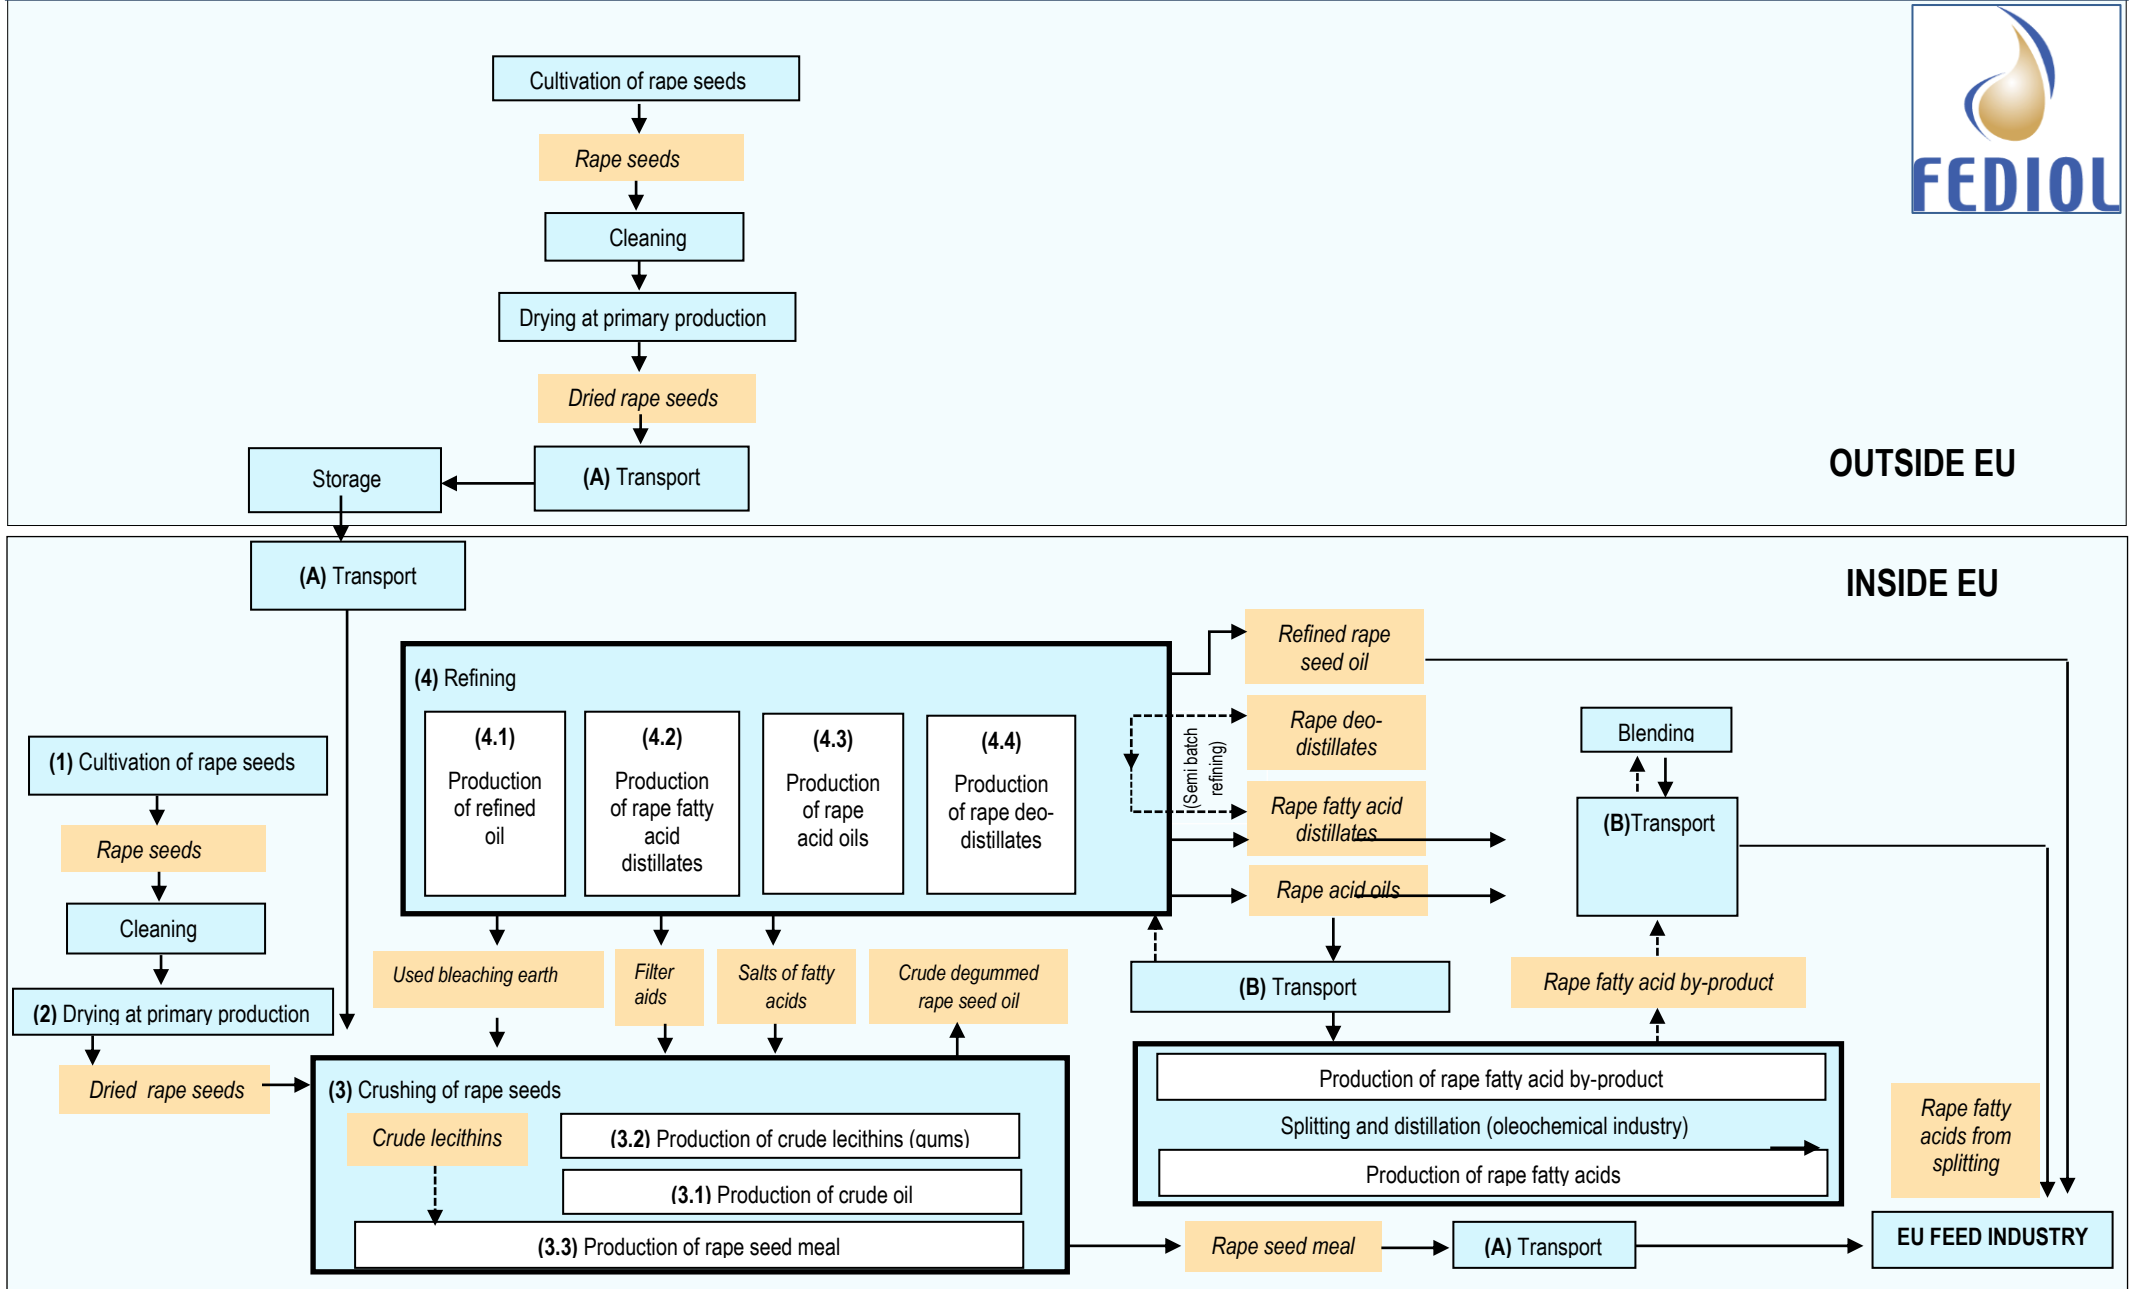 FEDIOL
Cultivation of rape seeds
Rape seeds
Cleaning
Drying at primary production
Dried rape seeds
(A) Transport
Storage
OUTSIDE EU
(A) Transport
INSIDE EU
(1) Cultivation of rape seeds
Rape seeds
Cleaning
(2) Drying at primary production
Dried rape seeds
(4) Refining
(4.1)
Production
of refined
oil
(4.2)
Production
of rape fatty
acid
distillates
(4.3)
Production
of rape
acid oils
(4.4)
Production
of rape deo-
distillates
(Semi batch
refining)
Refined rape
seed oil
Rape deo-
distillates
Rape fatty acid
distillates
Rape acid oils
Blending
(B)Transport
Used bleaching earth
Filter
aids
Salts of fatty
acids
Crude degummed
rape seed oil
(B) Transport
Rape fatty acid by-product
(3) Crushing of rape seeds
Crude lecithins
(3.2) Production of crude lecithins (gums)
(3.1) Production of crude oil
(3.3) Production of rape seed meal
Production of rape fatty acid by-product
Splitting and distillation (oleochemical industry)
Production of rape fatty acids
Rape fatty
acids from
splitting
Rape seed meal
(A) Transport
EU FEED INDUSTRY